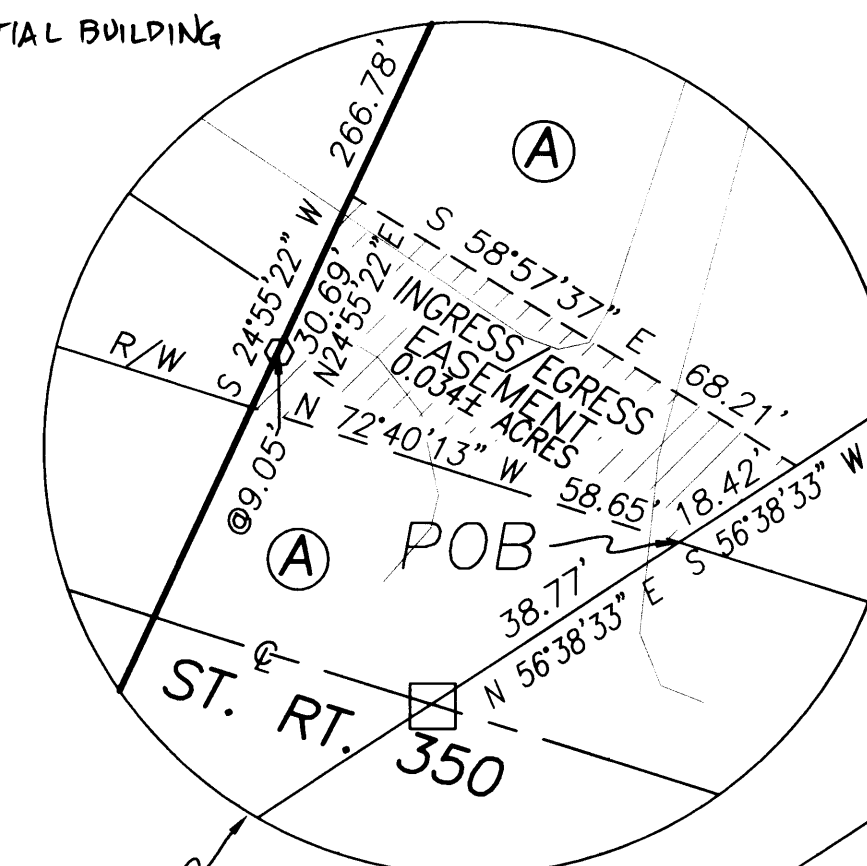 TIAL BUILDING
266.78'
A
S 24°55'22" W
30.69'
N24°55'22"E
S 58°57'37" E
68.21'
INGRESS/EGRESS
EASEMENT
0.034± ACRES
R/W
N 72°40'13" W
58.65'
18.42'
S 56°38'33" W
@9.05'
POB
A
38.77'
N 56°38'33" E
℄
ST. RT. 350